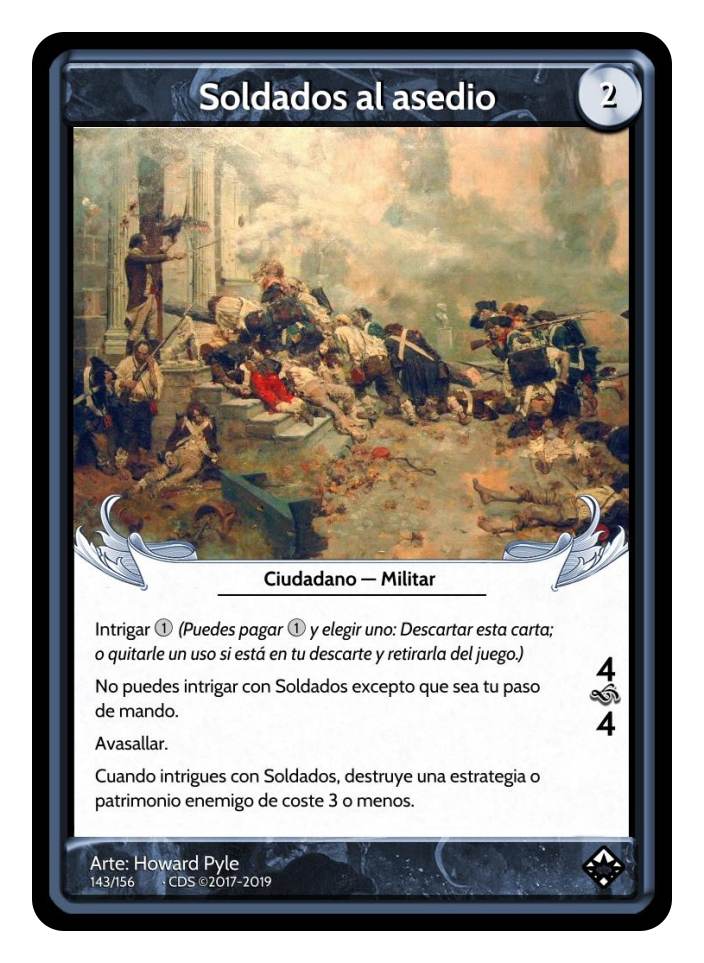 Soldados al asedio
2
Ciudadano — Militar
Intrigar 1 (Puedes pagar 1 y elegir uno: Descartar esta carta;
o quitarle un uso si está en tu descarte y retirarla del juego.)
No puedes intrigar con Soldados excepto que sea tu paso
de mando.
Avasallar.
Cuando intrigues con Soldados, destruye una estrategia o
patrimonio enemigo de coste 3 o menos.
4
4
Arte: Howard Pyle
143/156 · CDS ©2017-2019